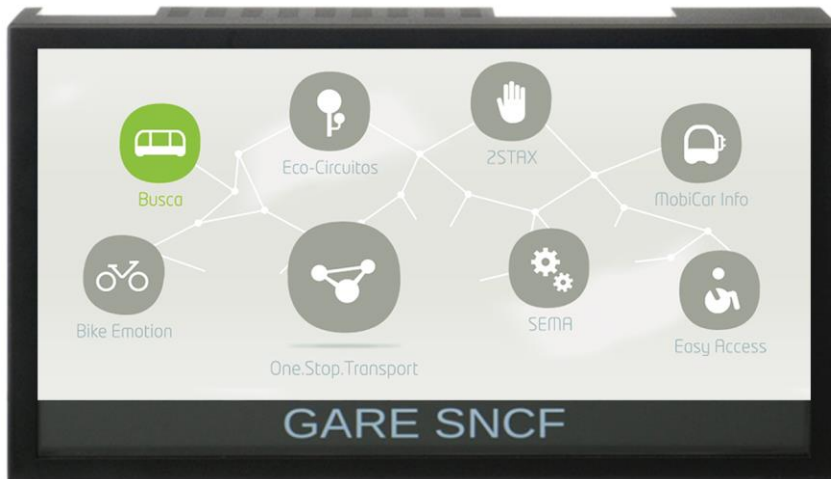 Eco-Circuitos
2STAX
Busca
MobiCar Info
Bike Emotion
SEMA
Easy Access
One.Stop.Transport
GARE SNCF